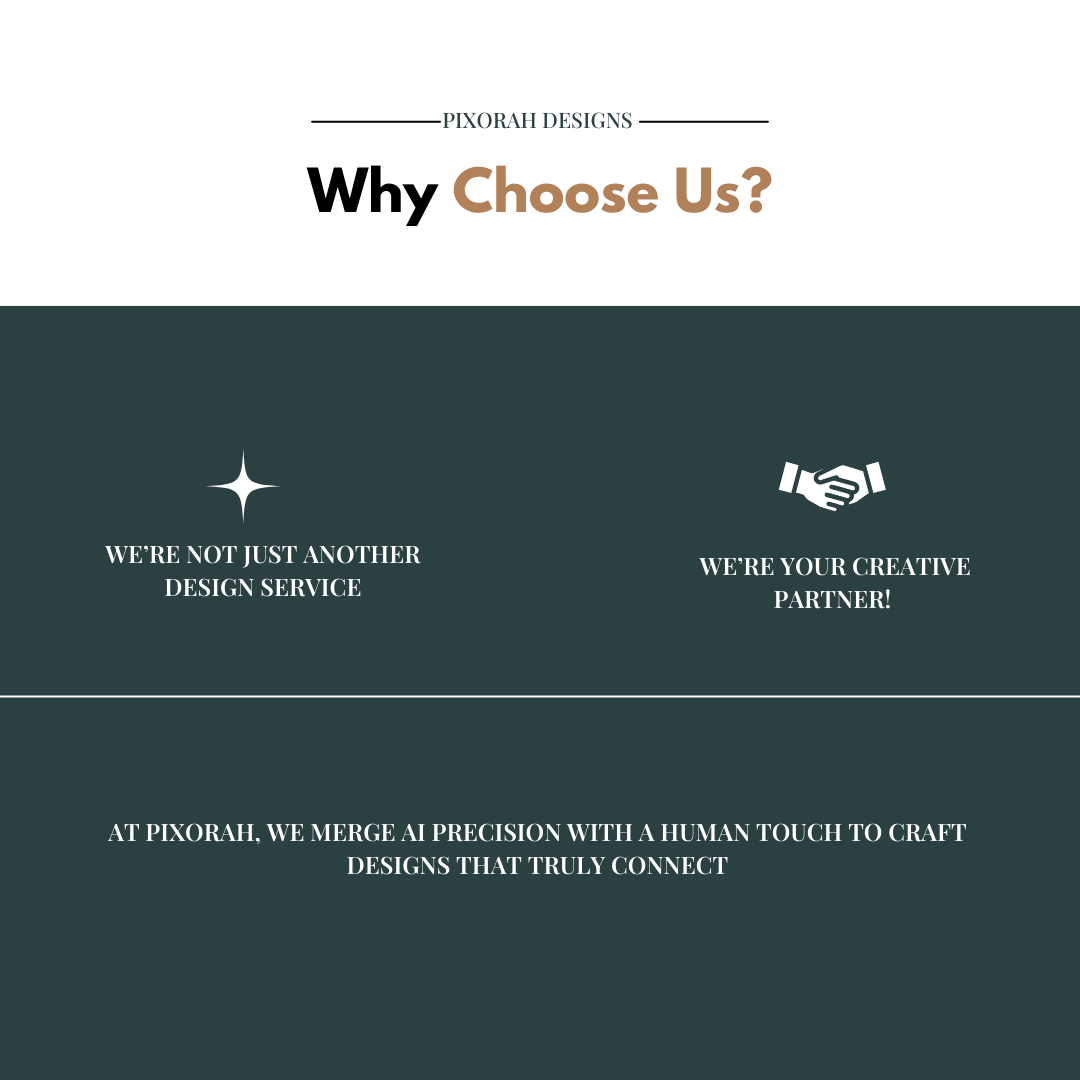 PIXORAH DESIGNS
Why Choose Us?
WE’RE NOT JUST ANOTHER
DESIGN SERVICE
WE’RE YOUR CREATIVE
PARTNER!
AT PIXORAH, WE MERGE AI PRECISION WITH A HUMAN TOUCH TO CRAFT
DESIGNS THAT TRULY CONNECT